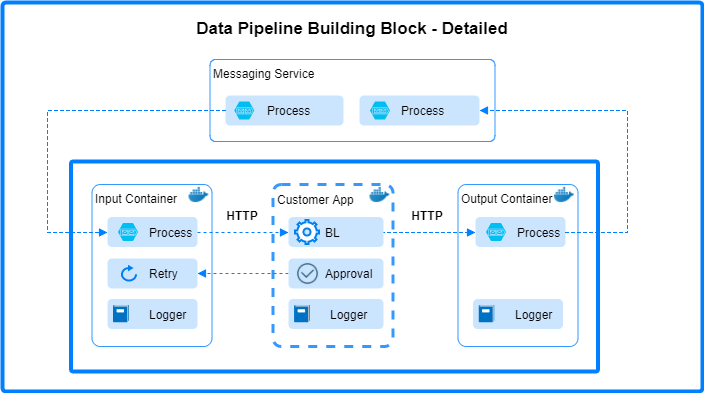 Data Pipeline Building Block - Detailed
Messaging Service
Process
Process
Input Container
Customer App
Output Container
HTTP
HTTP
Process
BL
Process
Retry
Approval
Logger
Logger
Logger